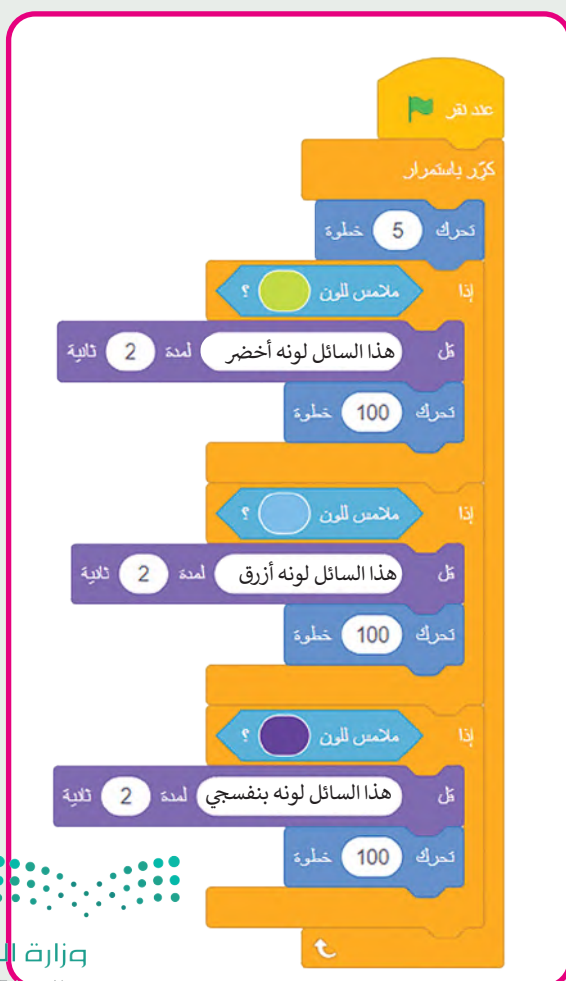 عند نقر
كرّر باستمرار
تحرك 5 خطوة
إذا ملامس للون ؟
قل هذا السائل لونه أخضر لمدة 2 ثانية
تحرك 100 خطوة
إذا ملامس للون ؟
قل هذا السائل لونه أزرق لمدة 2 ثانية
تحرك 100 خطوة
إذا ملامس للون ؟
قل هذا السائل لونه بنفسجي لمدة 2 ثانية
تحرك 100 خطوة
وزارة